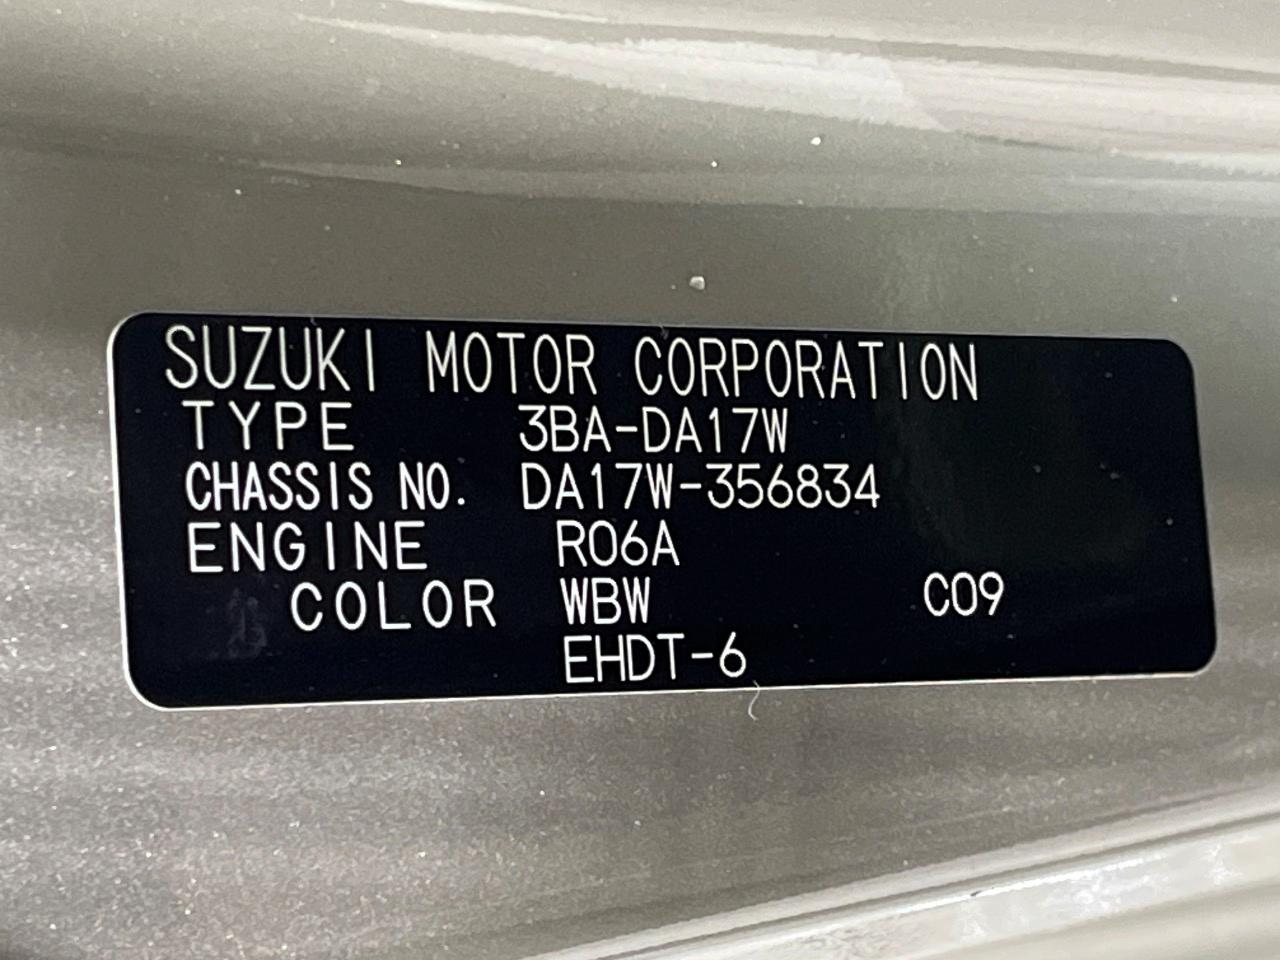 SUZUKI MOTOR CORPORATION
TYPE 3BA-DA17W
CHASSIS NO. DA17W-356834
ENGINE R06A
COLOR WBW C09
EHDT-6